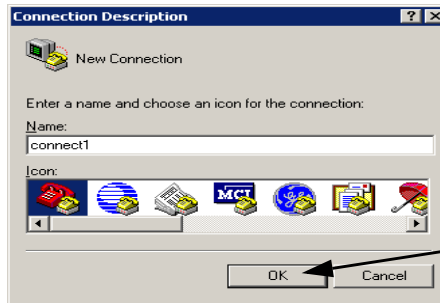 Connection Description
New Connection
Enter a name and choose an icon for the connection:
Name:
connect1
Icon:
MCI
OK Cancel